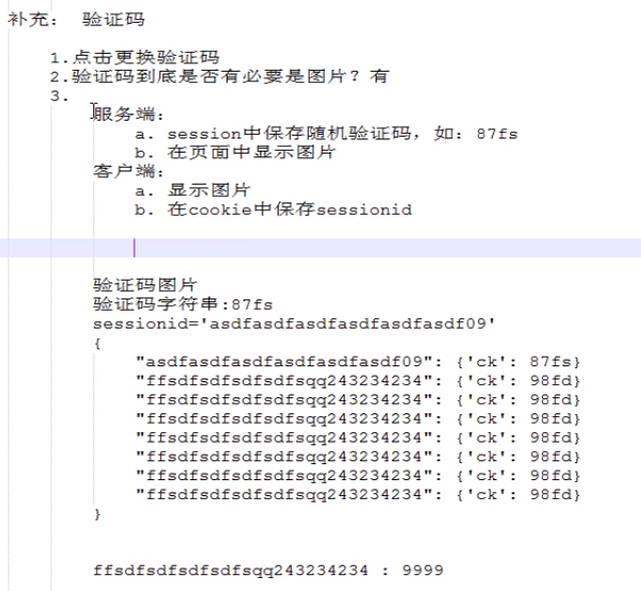 补充： 验证码
1.点击更换验证码
2.验证码到底是否有必要是图片？有
3.
服务端：
a. session中保存随机验证码，如：87fs
b. 在页面中显示图片
客户端：
a. 显示图片
b. 在cookie中保存sessionid
验证码图片
验证码字符串:87fs
sessionid='asdfasdfasdfasdfasdfasdf09'
{
"asdfasdfasdfasdfasdfasdf09": {'ck': 87fs}
"ffsdfsdfsdfsdfsqq243234234": {'ck': 98fd}
"ffsdfsdfsdfsdfsqq243234234": {'ck': 98fd}
"ffsdfsdfsdfsdfsqq243234234": {'ck': 98fd}
"ffsdfsdfsdfsdfsqq243234234": {'ck': 98fd}
"ffsdfsdfsdfsdfsqq243234234": {'ck': 98fd}
"ffsdfsdfsdfsdfsqq243234234": {'ck': 98fd}
"ffsdfsdfsdfsdfsqq243234234": {'ck': 98fd}
}
ffsdfsdfsdfsdfsqq243234234 : 9999